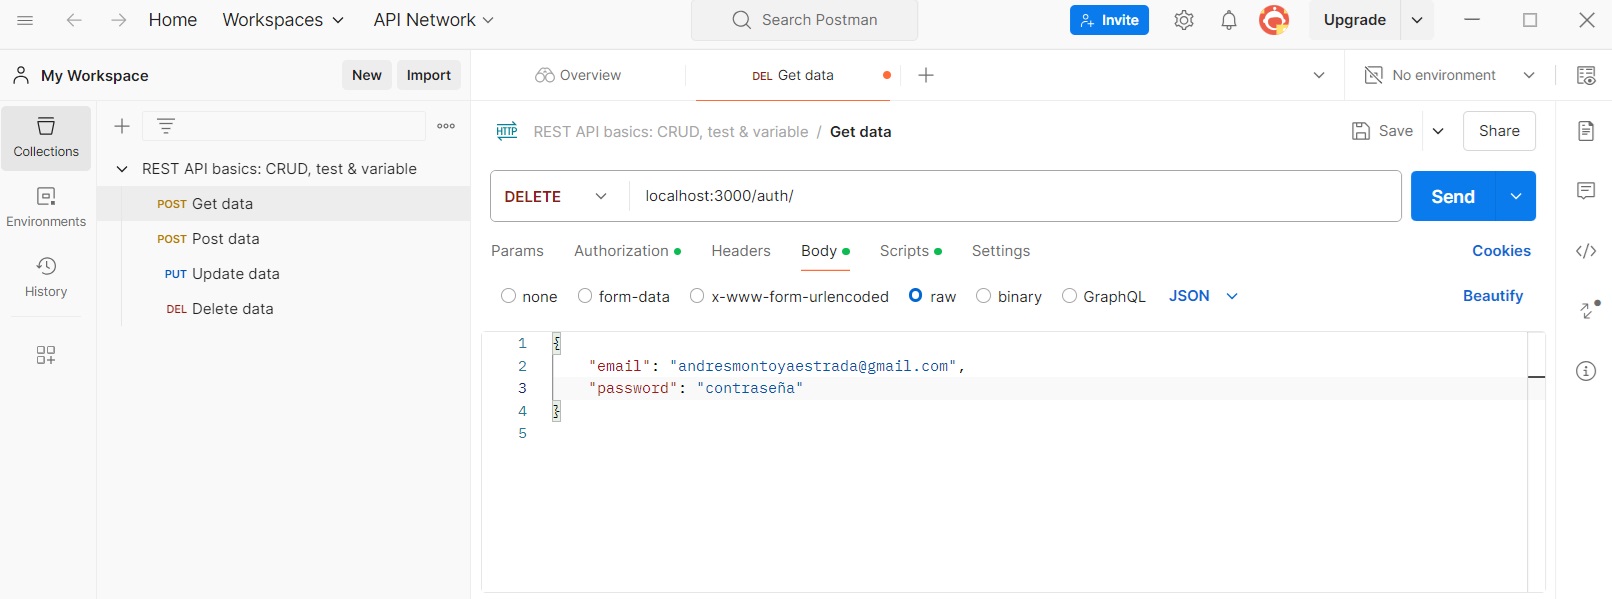 Home Workspaces API Network Search Postman Invite Upgrade
My Workspace New Import Overview DEL Get data No environment
Collections
Environments
History
REST API basics: CRUD, test & variable
POST Get data
POST Post data
PUT Update data
DEL Delete data
HTTP REST API basics: CRUD, test & variable / Get data Save Share
DELETE localhost:3000/auth/ Send
Params Authorization Headers Body Scripts Settings Cookies
none form-data x-www-form-urlencoded raw binary GraphQL JSON Beautify
1 {
2 "email": "andresmontoyaestrada@gmail.com",
3 "password": "contraseña"
4 }
5